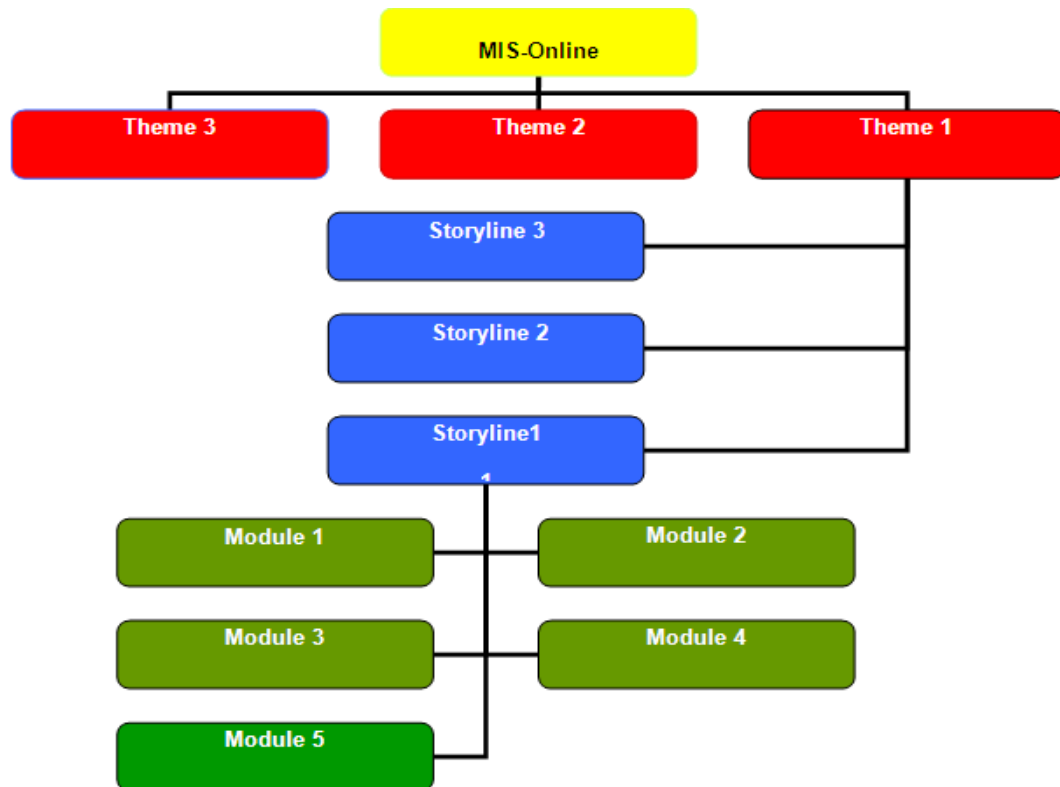 MIS-Online
Theme 3
Theme 2
Theme 1
Storyline 3
Storyline 2
Storyline1
1
Module 1
Module 2
Module 3
Module 4
Module 5